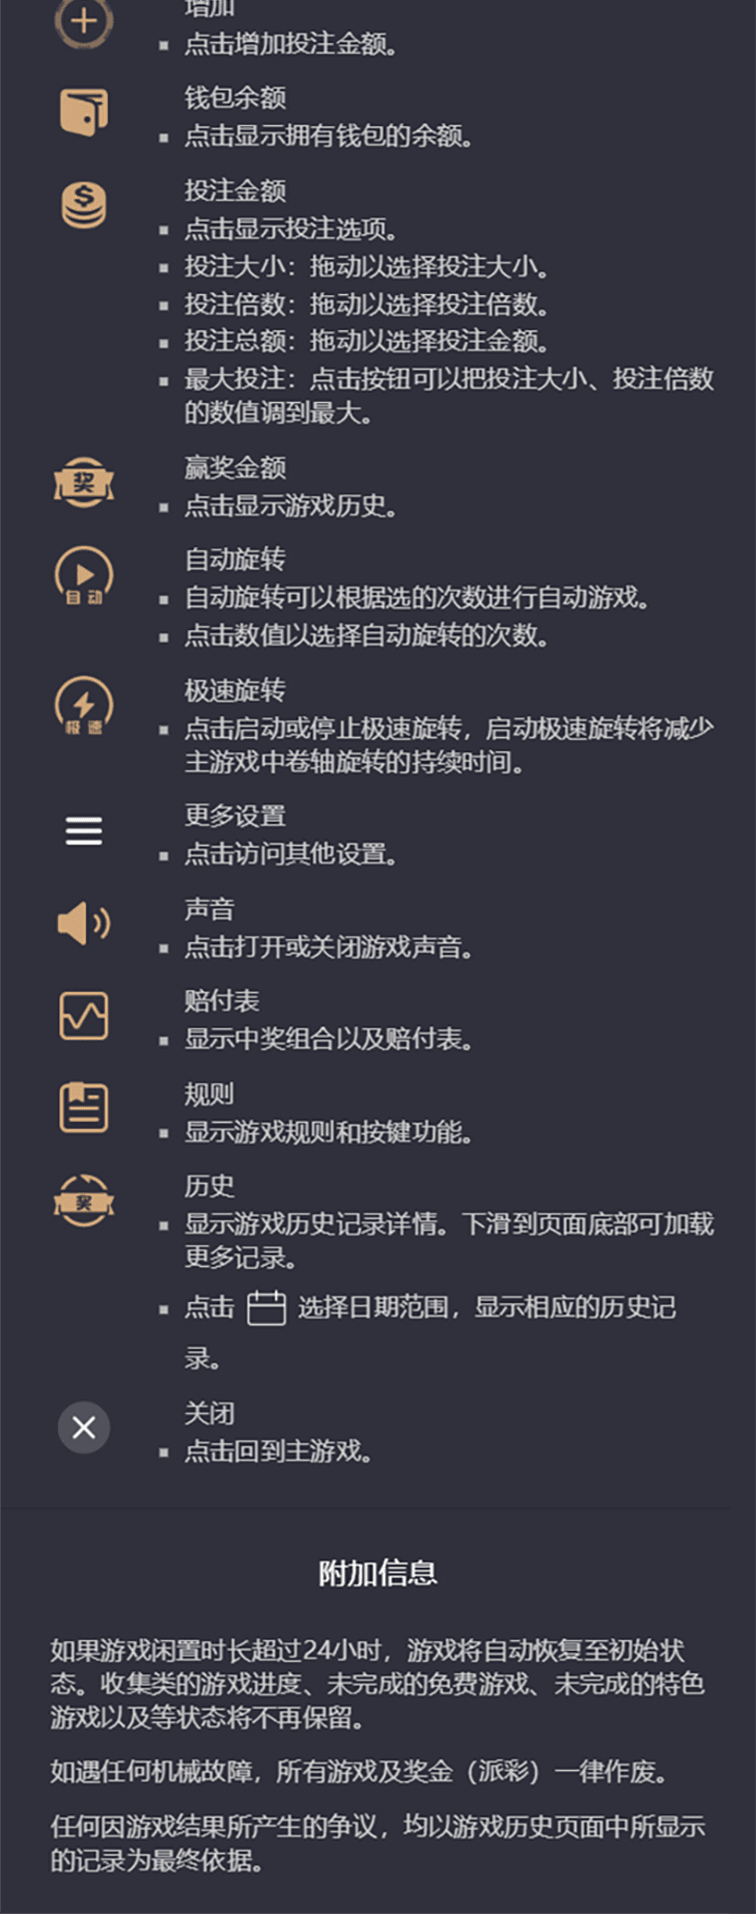 增加
点击增加投注金额。
钱包余额
点击显示拥有钱包的余额。
投注金额
点击显示投注选项。
投注大小：拖动以选择投注大小。
投注倍数：拖动以选择投注倍数。
投注总额：拖动以选择投注金额。
最大投注：点击按钮可以把投注大小、投注倍数
的数值调到最大。
奖
赢奖金额
点击显示游戏历史。
自动
自动旋转
自动旋转可以根据选的次数进行自动游戏。
点击数值以选择自动旋转的次数。
极速
极速旋转
点击启动或停止极速旋转，启动极速旋转将减少
主游戏中卷轴旋转的持续时间。
更多设置
点击访问其他设置。
声音
点击打开或关闭游戏声音。
赔付表
显示中奖组合以及赔付表。
规则
显示游戏规则和按键功能。
奖
历史
显示游戏历史记录详情。下滑到页面底部可加载
更多记录。
点击 选择日期范围，显示相应的历史记
录。
关闭
点击回到主游戏。
附加信息
如果游戏闲置时长超过24小时，游戏将自动恢复至初始状
态。收集类的游戏进度、未完成的免费游戏、未完成的特色
游戏以及等状态将不再保留。
如遇任何机械故障，所有游戏及奖金（派彩）一律作废。
任何因游戏结果所产生的争议，均以游戏历史页面中所显示
的记录为最终依据。